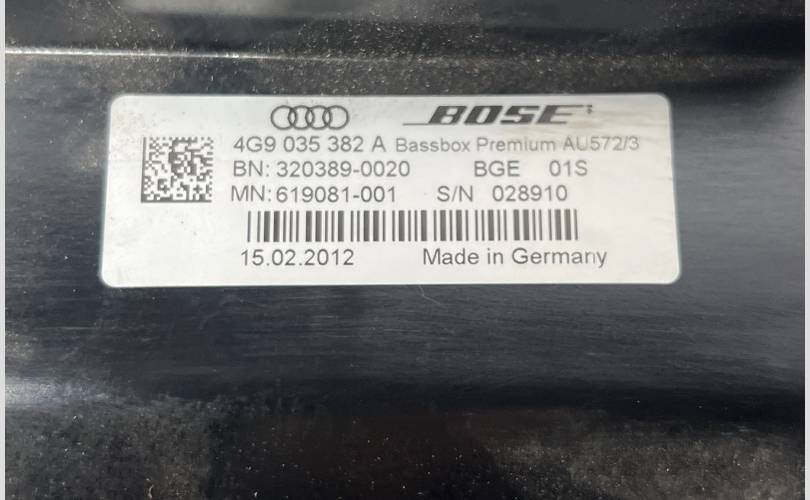 BOSE
4G9 035 382 A Bassbox Premium AU572/3
BN: 320389-0020 BGE 01S
MN: 619081-001 S/N 028910
15.02.2012 Made in Germany